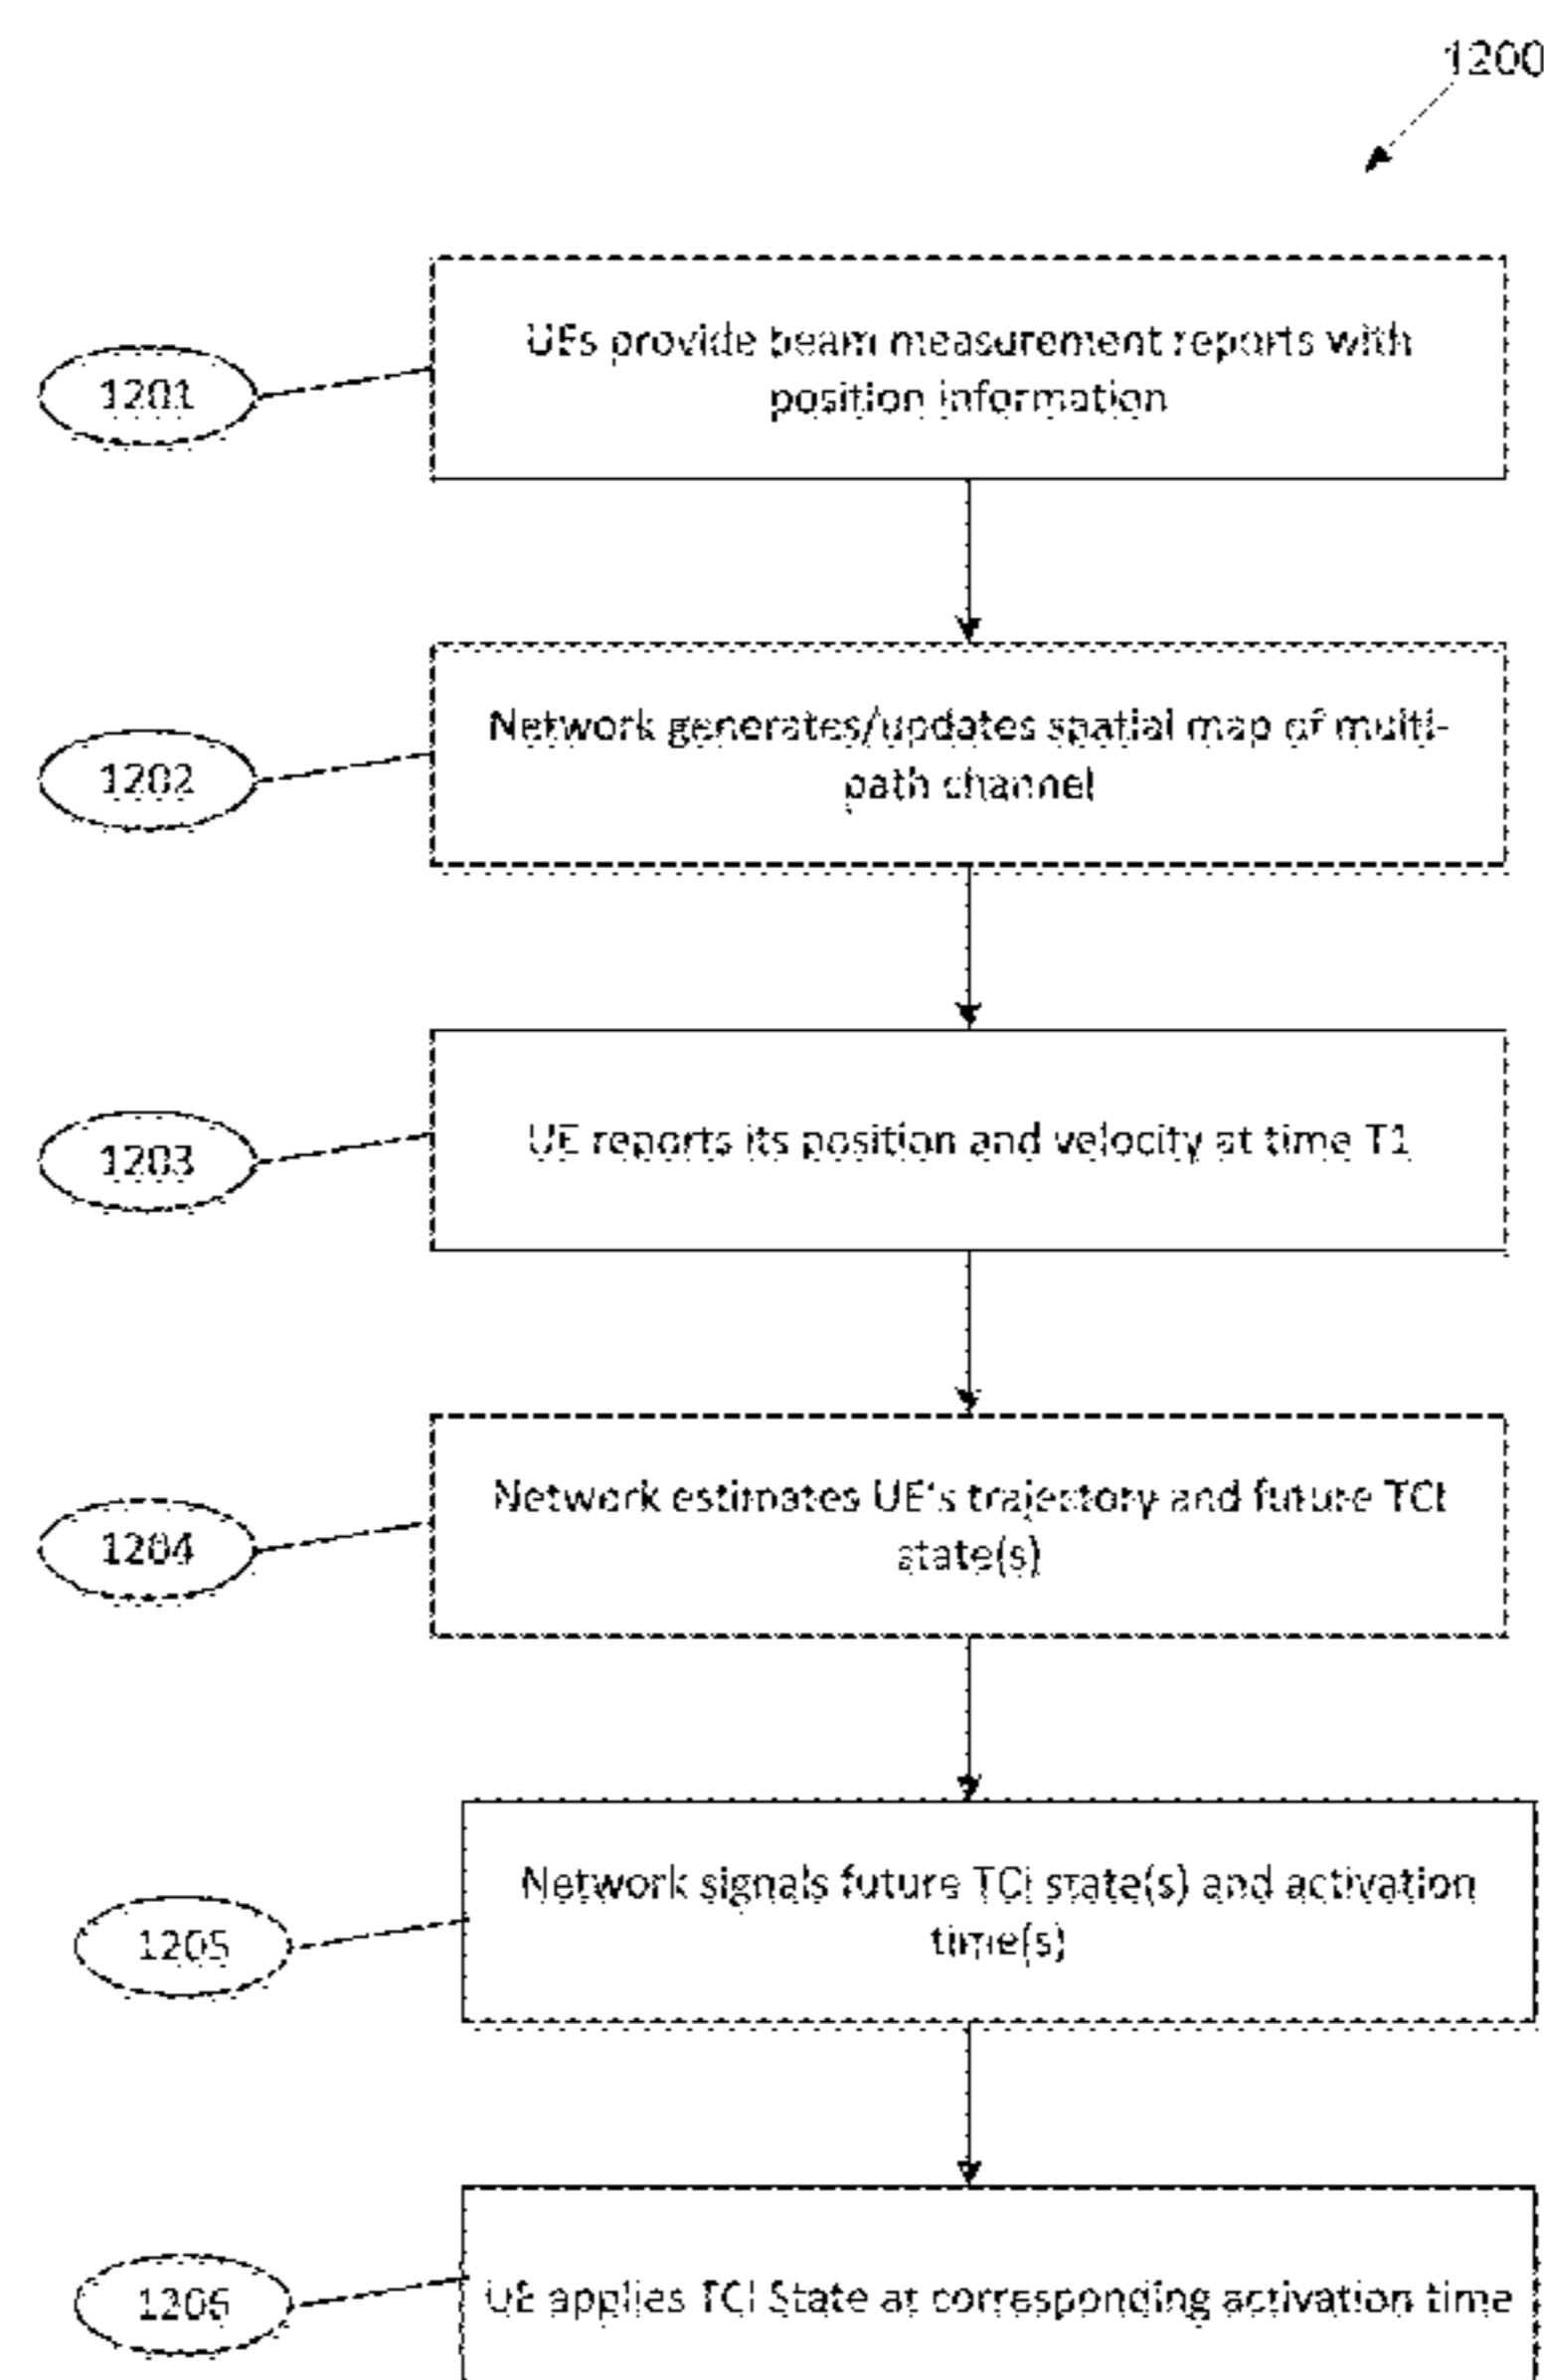 1200
UEs provide beam measurement reports with
position information
1201
Network generates/updates spatial map of multi-
path channel
1202
UE reports its position and velocity at time T1
1203
Network estimates UE's trajectory and future TCI
state(s)
1204
Network signals future TCI state(s) and activation
time(s)
1205
UE applies TCI State at corresponding activation time
1206